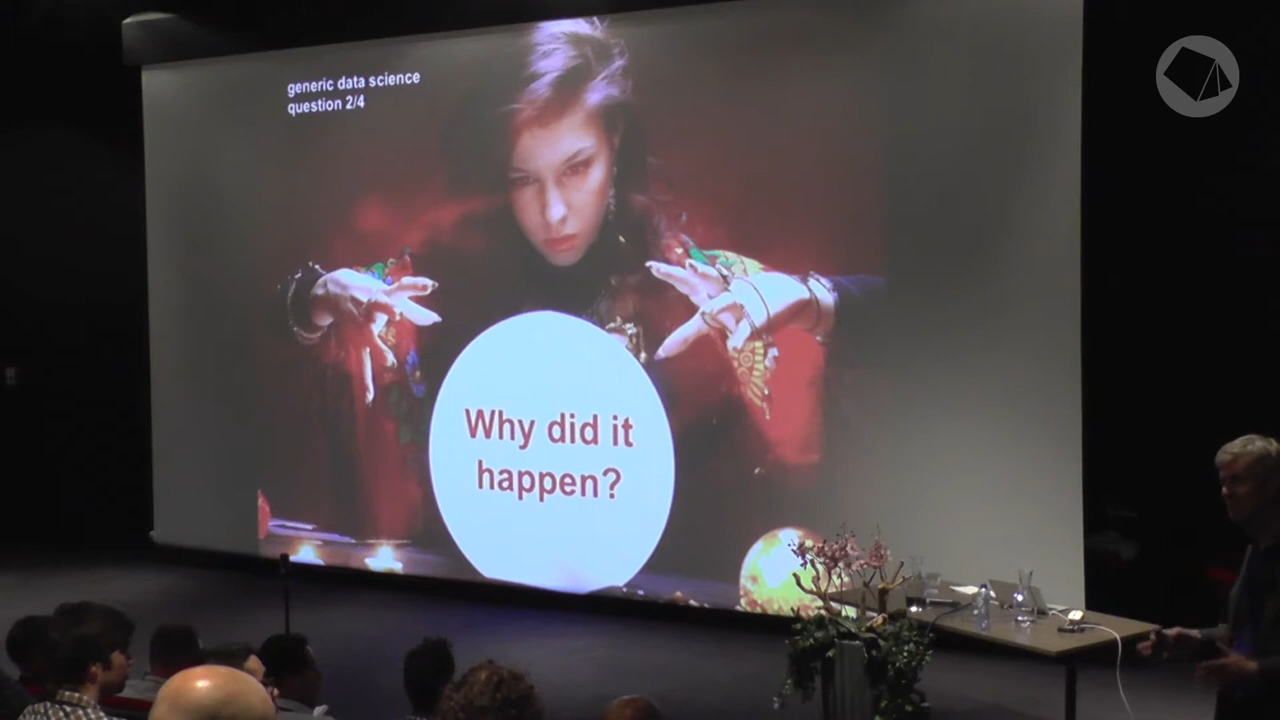 generic data science
question 2/4
Why did it
happen?